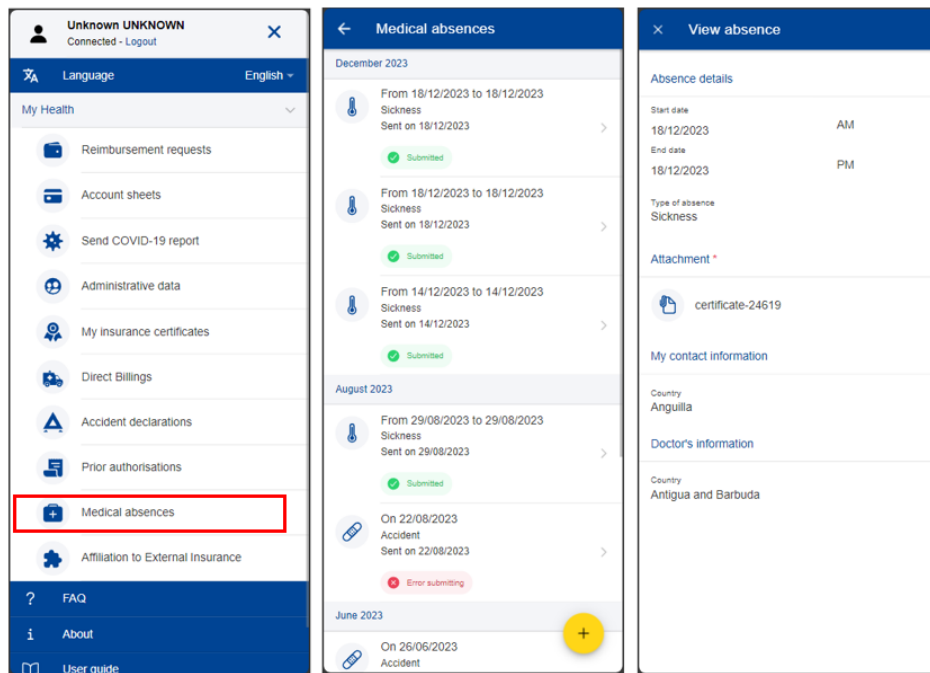 Unknown UNKNOWN
Connected - Logout
Language English
My Health
Reimbursement requests
Account sheets
Send COVID-19 report
Administrative data
My insurance certificates
Direct Billings
Accident declarations
Prior authorisations
Medical absences
Affiliation to External Insurance
? FAQ
i About
User guide
Medical absences
December 2023
From 18/12/2023 to 18/12/2023
Sickness
Sent on 18/12/2023
Submitted
From 18/12/2023 to 18/12/2023
Sickness
Sent on 18/12/2023
Submitted
From 14/12/2023 to 14/12/2023
Sickness
Sent on 14/12/2023
Submitted
August 2023
From 29/08/2023 to 29/08/2023
Sickness
Sent on 29/08/2023
Submitted
On 22/08/2023
Accident
Sent on 22/08/2023
Error submitting
June 2023
On 26/06/2023
Accident
View absence
Absence details
Start date
18/12/2023 AM
End date
18/12/2023 PM
Type of absence
Sickness
Attachment *
certificate-24619
My contact information
Country
Anguilla
Doctor's information
Country
Antigua and Barbuda